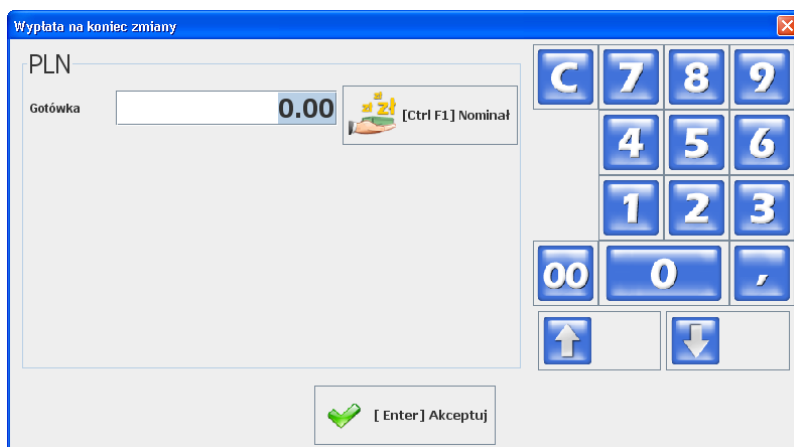 Wypłata na koniec zmiany
PLN
Gotówka 0.00 zł [Ctrl F1] Nominał
C 7 8 9
4 5 6
1 2 3
00 0 ,
[ Enter] Akceptuj